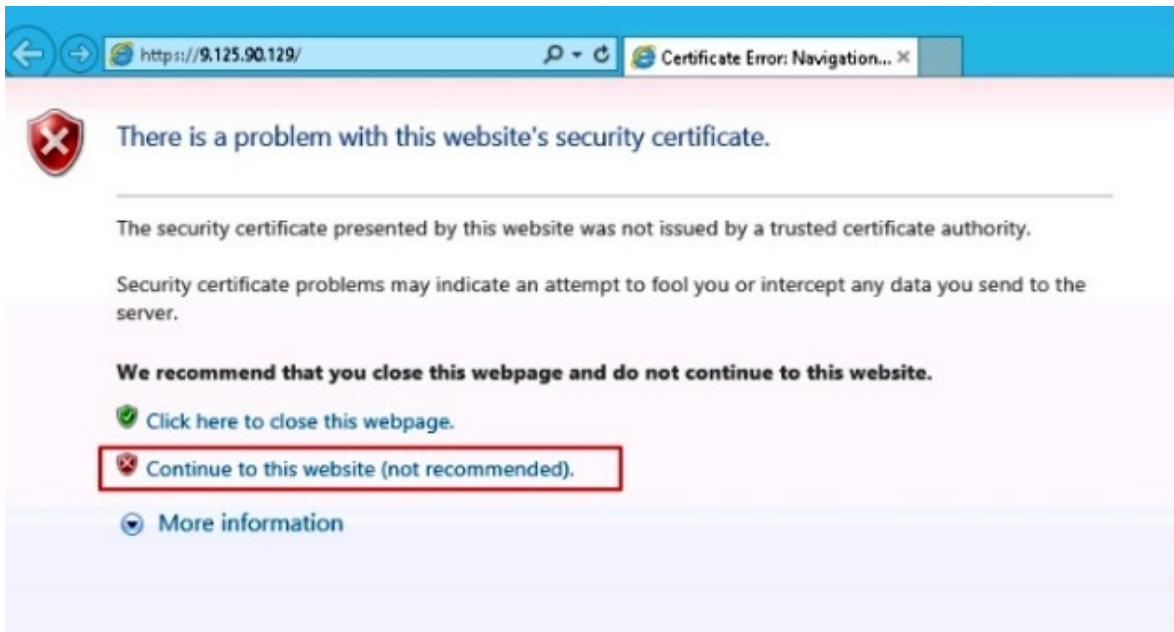 https://9.125.90.129/
Certificate Error: Navigation...
There is a problem with this website's security certificate.
The security certificate presented by this website was not issued by a trusted certificate authority.
Security certificate problems may indicate an attempt to fool you or intercept any data you send to the
server.
We recommend that you close this webpage and do not continue to this website.
Click here to close this webpage.
Continue to this website (not recommended).
More information